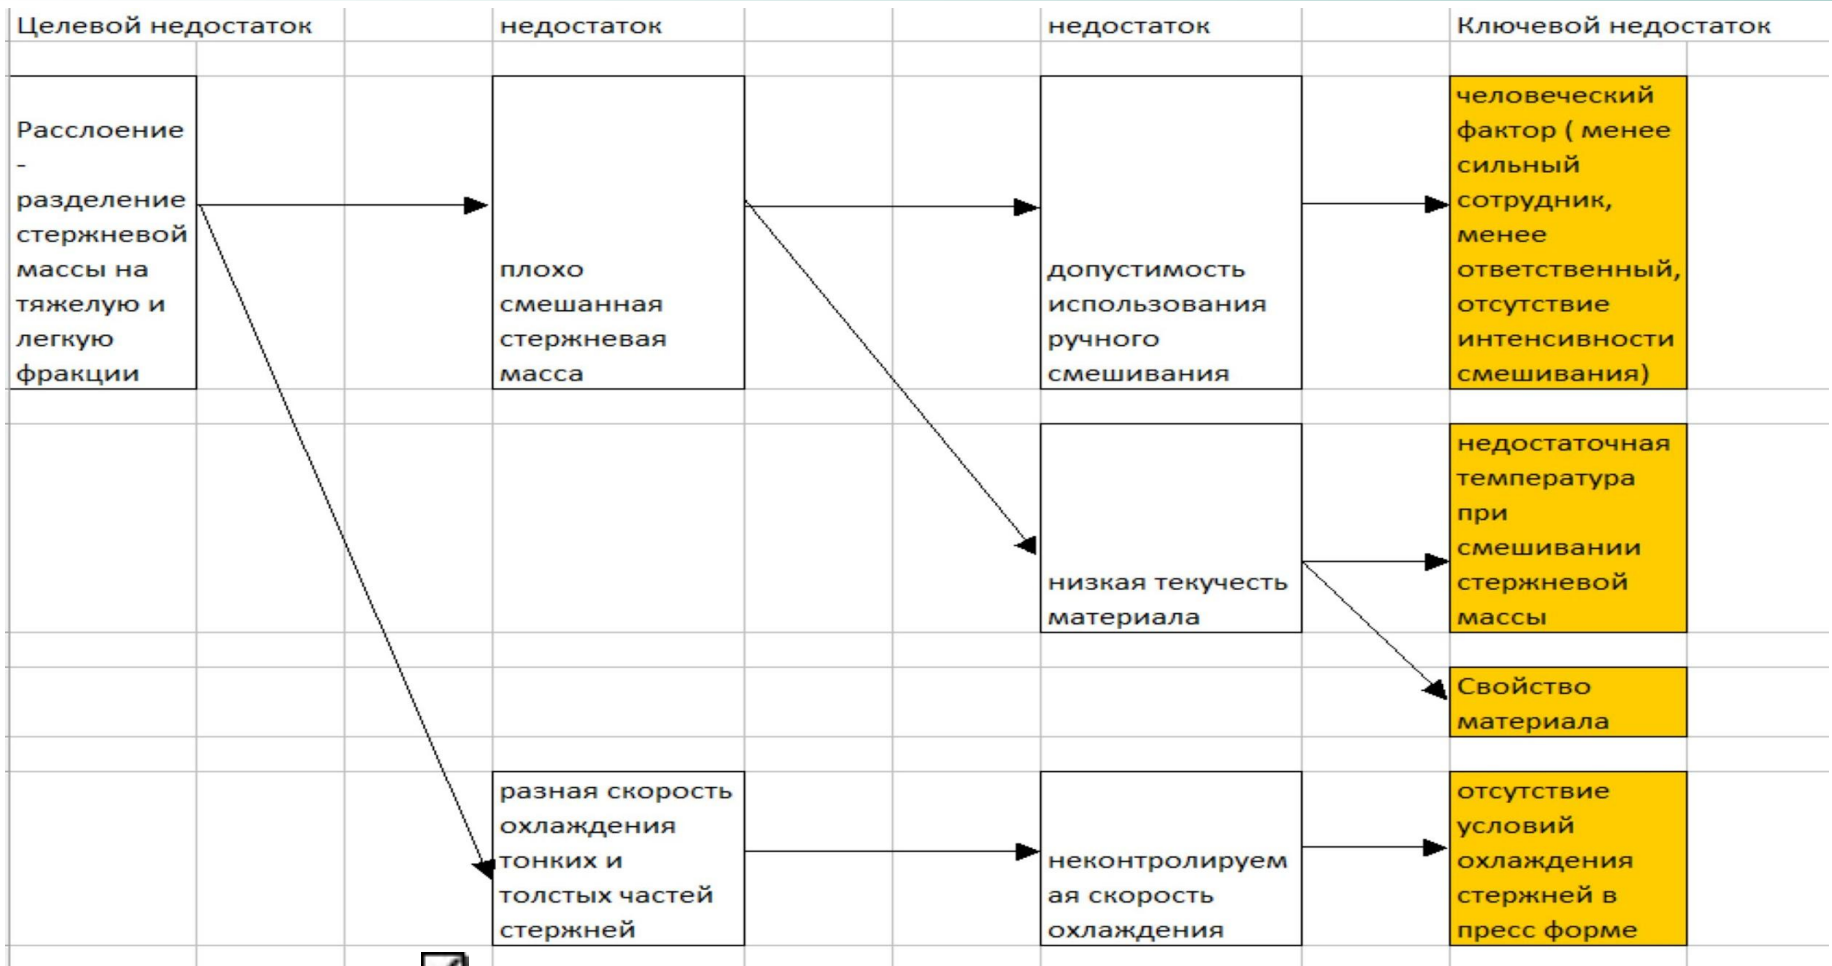 Целевой недостаток
недостаток
недостаток
Ключевой недостаток
Расслоение
-
разделение
стержневой
массы на
тяжелую и
легкую
фракции
плохо
смешанная
стержневая
масса
допустимость
использования
ручного
смешивания
человеческий
фактор ( менее
сильный
сотрудник,
менее
ответственный,
отсутствие
интенсивности
смешивания)
низкая текучесть
материала
недостаточная
температура
при
смешивании
стержневой
массы
Свойство
материала
разная скорость
охлаждения
тонких и
толстых частей
стержней
неконтролируем
ая скорость
охлаждения
отсутствие
условий
охлаждения
стержней в
пресс форме